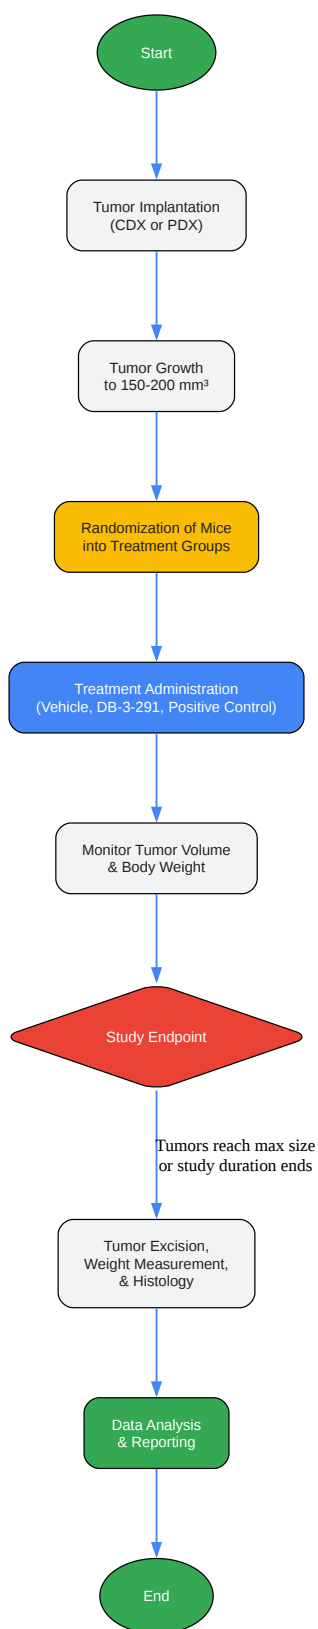 Start
Tumor Implantation
(CDX or PDX)
Tumor Growth
to 150-200 mm³
Randomization of Mice
into Treatment Groups
Treatment Administration
(Vehicle, DB-3-291, Positive Control)
Monitor Tumor Volume
& Body Weight
Study Endpoint
Tumors reach max size
or study duration ends
Tumor Excision,
Weight Measurement,
& Histology
Data Analysis
& Reporting
End